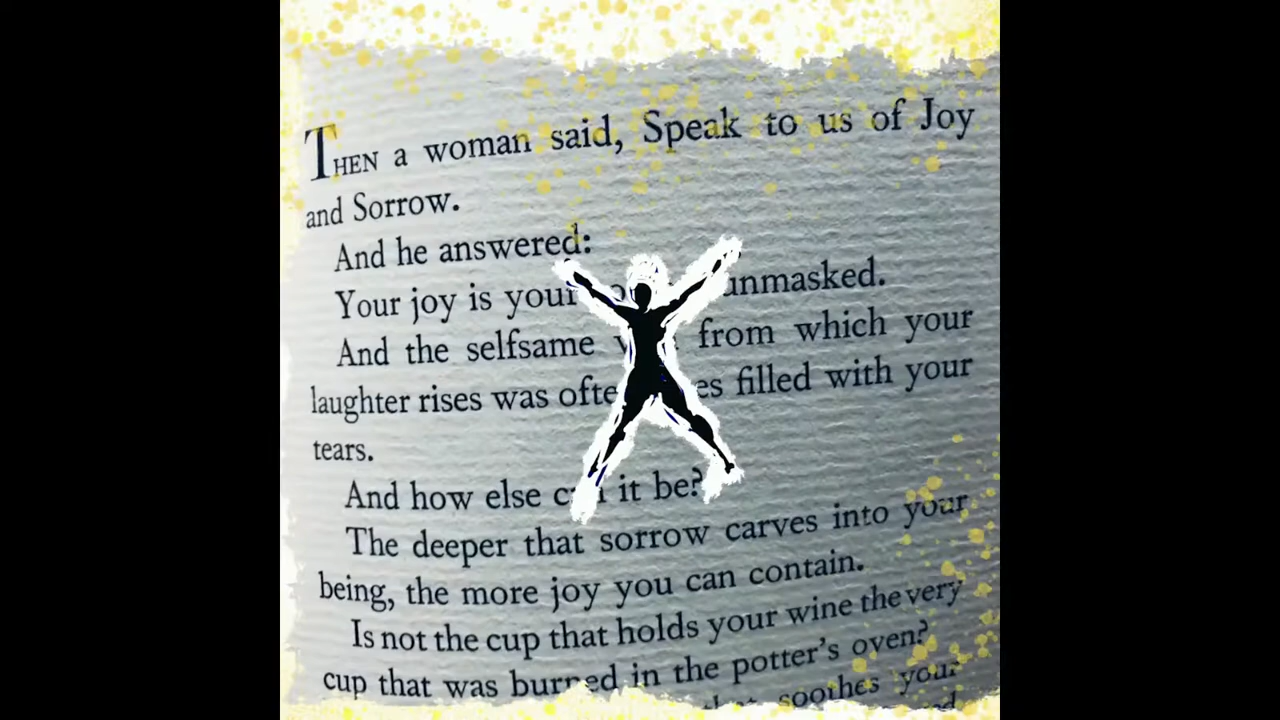 THEN a woman said, Speak to us of Joy
and Sorrow.
And he answered:
Your joy is your unmasked.
And the selfsame from which your
laughter rises was filled with your
tears.
And how else it be?
The deeper that sorrow carves into your
being, the more joy you can contain.
Is not the cup that holds your wine the very
cup that was burned in the potter's oven?
soothes your